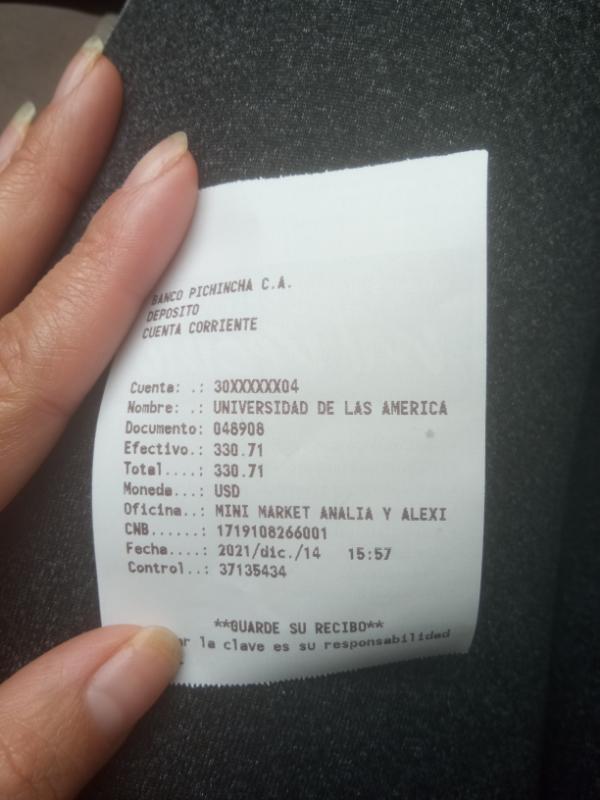 BANCO PICHINCHA C.A.
DEPOSITO
CUENTA CORRIENTE
Cuenta: .: 30XXXXXX04
Nombre: .: UNIVERSIDAD DE LAS AMERICA
Documento: 048908
Efectivo.: 330.71
Total....: 330.71
Moneda...: USD
Oficina..: MINI MARKET ANALIA Y ALEXI
CNB......: 1719108266001
Fecha....: 2021/dic./14 15:57
Control..: 37135434
**GUARDE SU RECIBO**
la clave es su responsabilidad